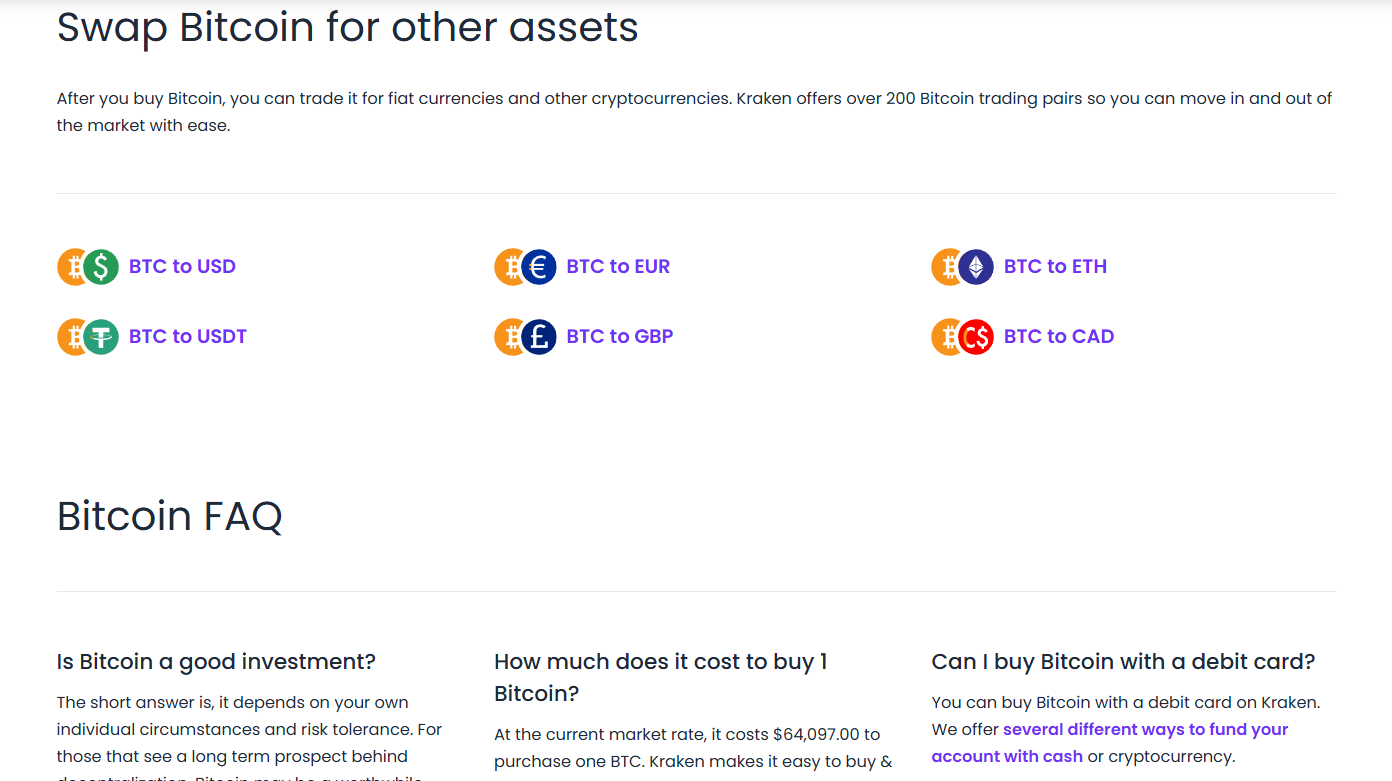 Swap Bitcoin for other assets
After you buy Bitcoin, you can trade it for fiat currencies and other cryptocurrencies. Kraken offers over 200 Bitcoin trading pairs so you can move in and out of
the market with ease.
BTC to USD
BTC to EUR
BTC to ETH
BTC to USDT
BTC to GBP
BTC to CAD
Bitcoin FAQ
Is Bitcoin a good investment?
The short answer is, it depends on your own
individual circumstances and risk tolerance. For
those that see a long term prospect behind
decentralization, Bitcoin may be a worthwhile
How much does it cost to buy 1
Bitcoin?
At the current market rate, it costs $64,097.00 to
purchase one BTC. Kraken makes it easy to buy &
Can I buy Bitcoin with a debit card?
You can buy Bitcoin with a debit card on Kraken.
We offer several different ways to fund your
account with cash or cryptocurrency.